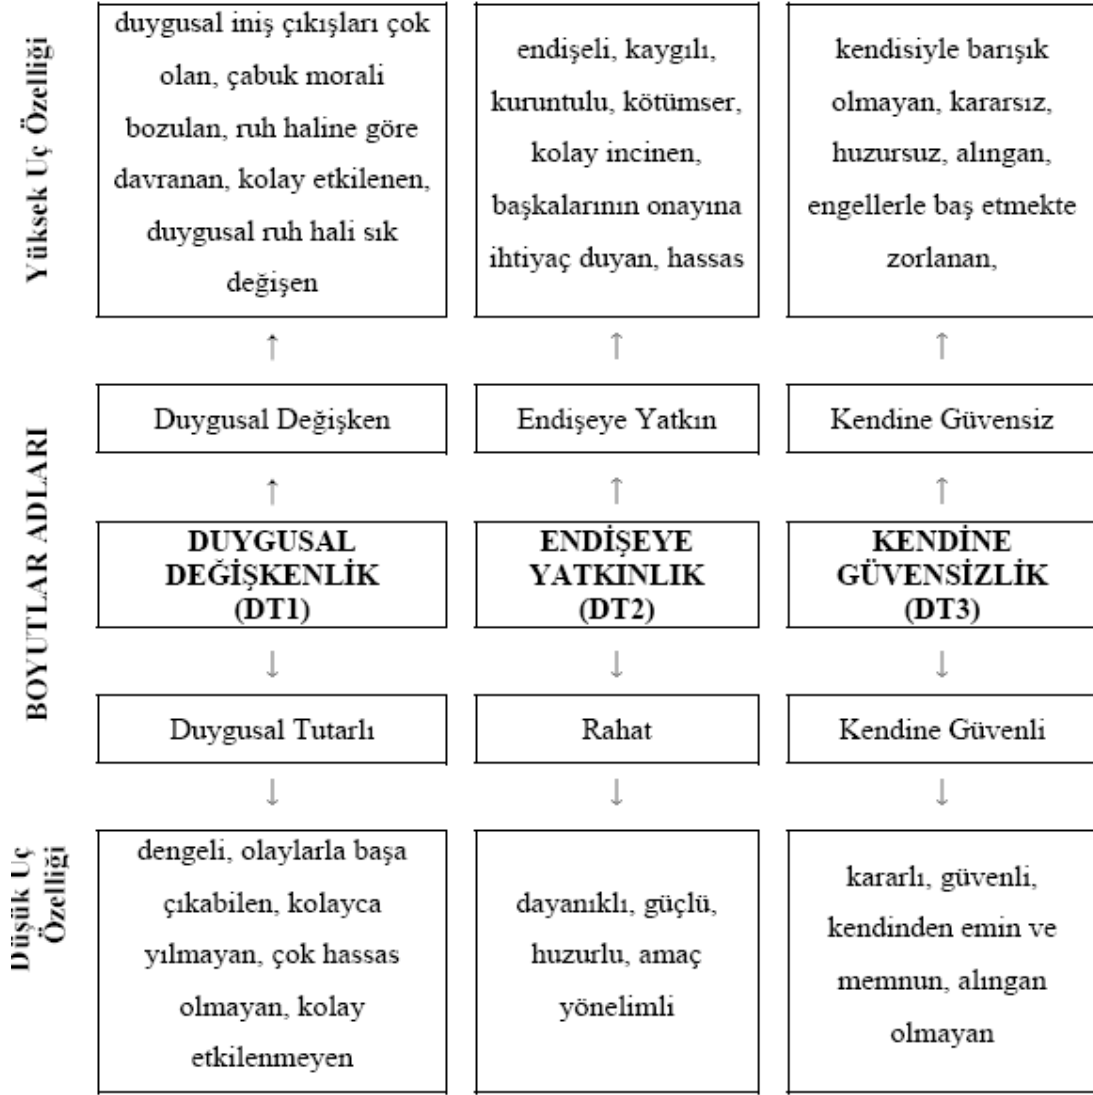 Yüksek Uç Özelliği
duygusal iniş çıkışları çok
olan, çabuk morali
bozulan, ruh haline göre
davranan, kolay etkilenen,
duygusal ruh hali sık
değişen
endişeli, kaygılı,
kuruntulu, kötümser,
kolay incinen,
başkalarının onayına
ihtiyaç duyan, hassas
kendisiyle barışık
olmayan, kararsız,
huzursuz, alıngan,
engellerle baş etmekte
zorlanan,
BOYUTLAR ADLARI
Duygusal Değişken
Endişeye Yatkın
Kendine Güvensiz
DUYGUSAL
DEĞİŞKENLİK
(DT1)
ENDİŞEYE
YATKINLIK
(DT2)
KENDİNE
GÜVENSİZLİK
(DT3)
Duygusal Tutarlı
Rahat
Kendine Güvenli
Düşük Uç
Özelliği
dengeli, olaylarla başa
çıkabilen, kolayca
yılmayan, çok hassas
olmayan, kolay
etkilenmeyen
dayanıklı, güçlü,
huzurlu, amaç
yönelimli
kararlı, güvenli,
kendinden emin ve
memnun, alıngan
olmayan